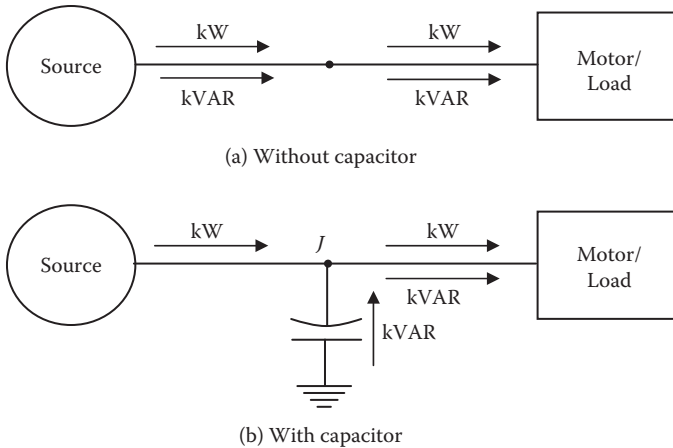 kW
kW
Source
Motor/
Load
kVAR
kVAR
(a) Without capacitor
kW
J
kW
Source
Motor/
Load
kVAR
kVAR
(b) With capacitor